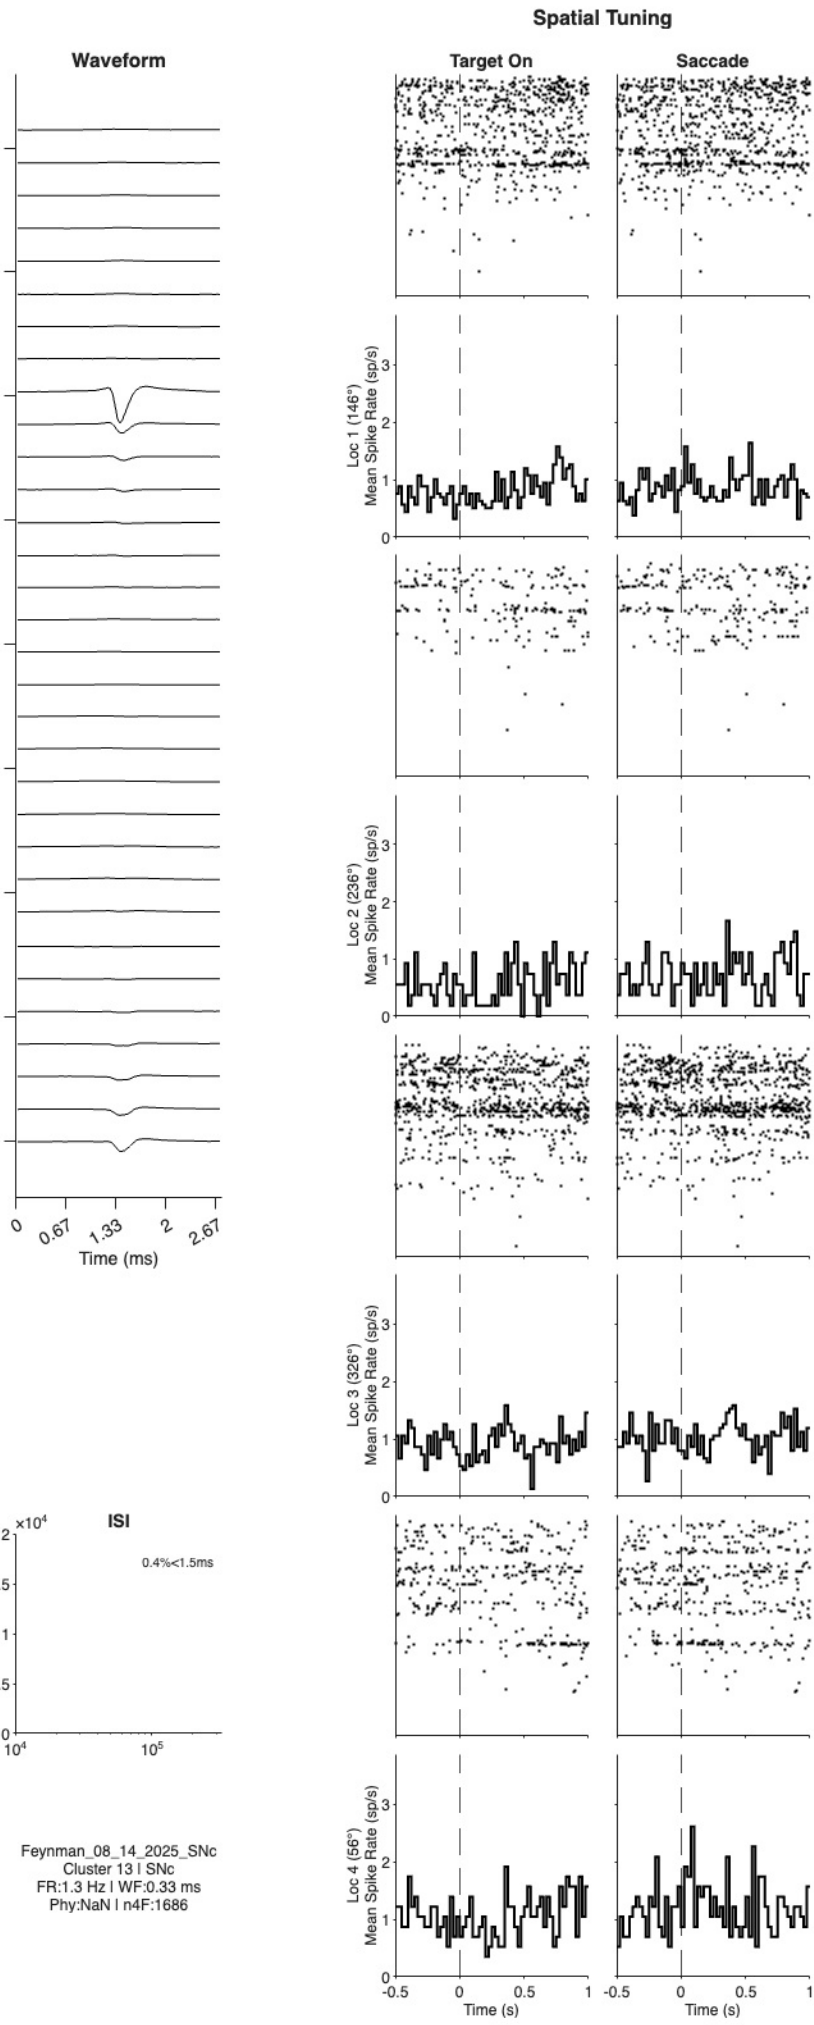 Spatial Tuning
Waveform
Target On
Saccade
Loc 1 (146°)
Mean Spike Rate (sp/s)
3
2
1
0
Loc 2 (236°)
Mean Spike Rate (sp/s)
3
2
1
0
0
0.67
1.33
2
2.67
Time (ms)
Loc 3 (326°)
Mean Spike Rate (sp/s)
3
2
1
0
ISI
×10⁴
2
.5
1
.5
0
0.4%<1.5ms
10⁴
10⁵
Loc 4 (56°)
Mean Spike Rate (sp/s)
3
2
1
0
-0.5 0 0.5 1
Time (s)
-0.5 0 0.5 1
Time (s)
Feynman_08_14_2025_SNc
Cluster 13 | SNc
FR:1.3 Hz | WF:0.33 ms
Phy:NaN | n4F:1686